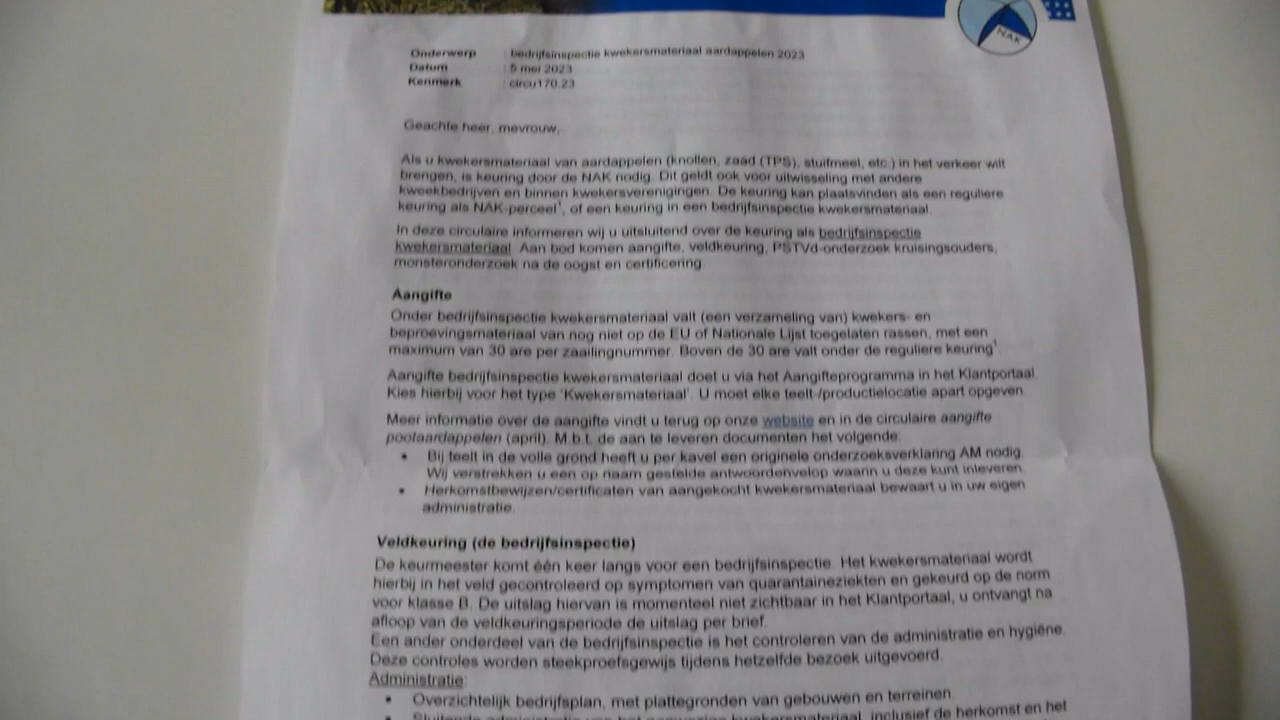 NAK
Onderwerp : bedrijfsinspectie kwekersmateriaal aardappelen 2023
Datum : 5 mei 2023
Kenmerk : circu170.23
Geachte heer, mevrouw,
Als u kwekersmateriaal van aardappelen (knollen, zaad (TPS), stuifmeel, etc.) in het verkeer wilt
brengen, is keuring door de NAK nodig. Dit geldt ook voor uitwisseling met andere
kweekbedrijven en binnen kwekersverenigingen. De keuring kan plaatsvinden als een reguliere
keuring als NAK-perceel¹, of een keuring in een bedrijfsinspectie kwekersmateriaal.
In deze circulaire informeren wij u uitsluitend over de keuring als bedrijfsinspectie
kwekersmateriaal. Aan bod komen aangifte, veldkeuring, PSTVd-onderzoek kruisingsouders,
monsteronderzoek na de oogst en certificering.
Aangifte
Onder bedrijfsinspectie kwekersmateriaal valt (een verzameling van) kwekers- en
beproevingsmateriaal van nog niet op de EU of Nationale Lijst toegelaten rassen, met een
maximum van 30 are per zaailingnummer. Boven de 30 are valt onder de reguliere keuring¹.
Aangifte bedrijfsinspectie kwekersmateriaal doet u via het Aangifteprogramma in het Klantportaal.
Kies hierbij voor het type 'Kwekersmateriaal'. U moet elke teelt-/productielocatie apart opgeven.
Meer informatie over de aangifte vindt u terug op onze website en in de circulaire aangifte
pootaardappelen (april). M.b.t. de aan te leveren documenten het volgende:
• Bij teelt in de volle grond heeft u per kavel een originele onderzoeksverklaring AM nodig.
Wij verstrekken u een op naam gestelde antwoordenvelop waarin u deze kunt inleveren.
• Herkomstbewijzen/certificaten van aangekocht kwekersmateriaal bewaart u in uw eigen
administratie.
Veldkeuring (de bedrijfsinspectie)
De keurmeester komt één keer langs voor een bedrijfsinspectie. Het kwekersmateriaal wordt
hierbij in het veld gecontroleerd op symptomen van quarantaineziekten en gekeurd op de norm
voor klasse B. De uitslag hiervan is momenteel niet zichtbaar in het Klantportaal, u ontvangt na
afloop van de veldkeuringsperiode de uitslag per brief.
Een ander onderdeel van de bedrijfsinspectie is het controleren van de administratie en hygiëne.
Deze controles worden steekproefsgewijs tijdens hetzelfde bezoek uitgevoerd.
Administratie:
• Overzichtelijk bedrijfsplan, met plattegronden van gebouwen en terreinen.
• Sluitende administratie van het aanwezige kwekersmateriaal, inclusief de herkomst en het